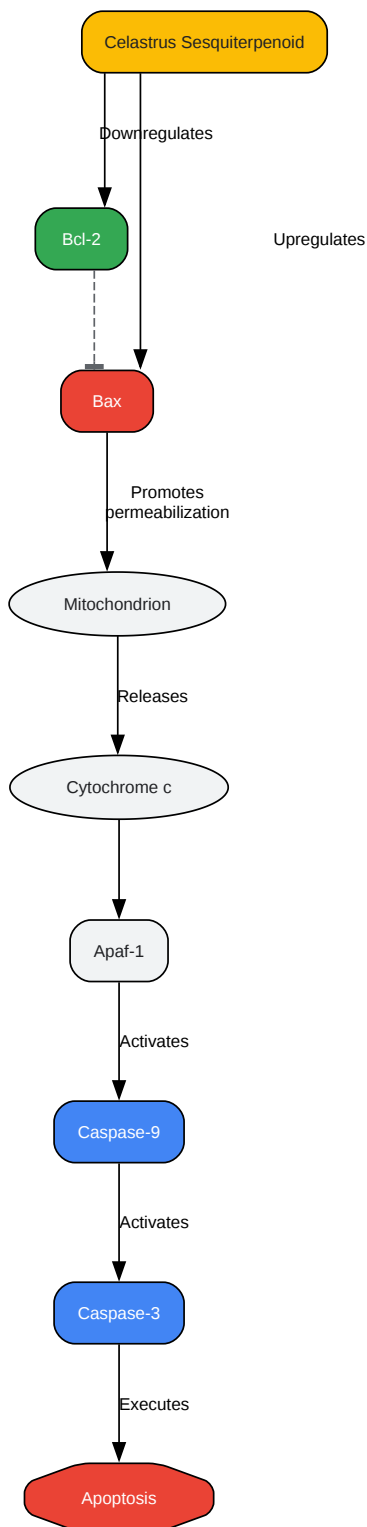 Celastrus Sesquiterpenoid
Downregulates
Bcl-2
Upregulates
Bax
Promotes
permeabilization
Mitochondrion
Releases
Cytochrome c
Apaf-1
Activates
Caspase-9
Activates
Caspase-3
Executes
Apoptosis